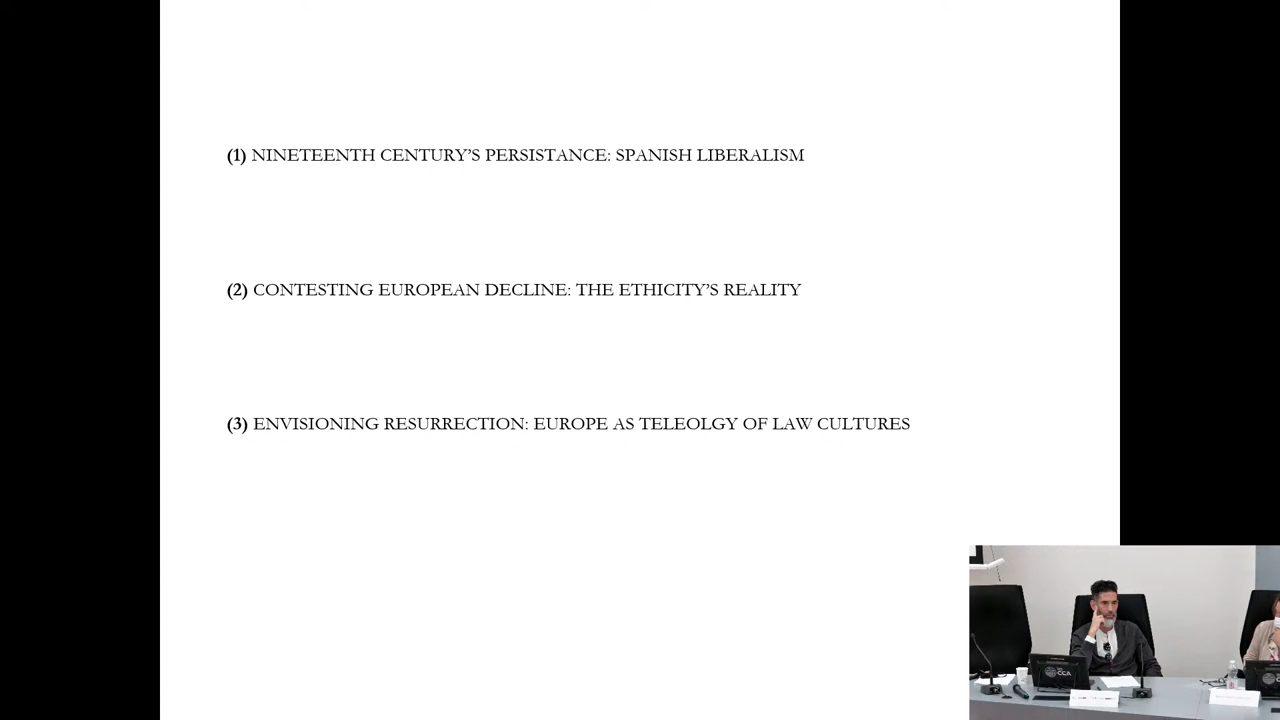 (1) NINETEENTH CENTURY’S PERSISTANCE: SPANISH LIBERALISM
(2) CONTESTING EUROPEAN DECLINE: THE ETHICITY’S REALITY
(3) ENVISIONING RESURRECTION: EUROPE AS TELEOLGY OF LAW CULTURES
CCA